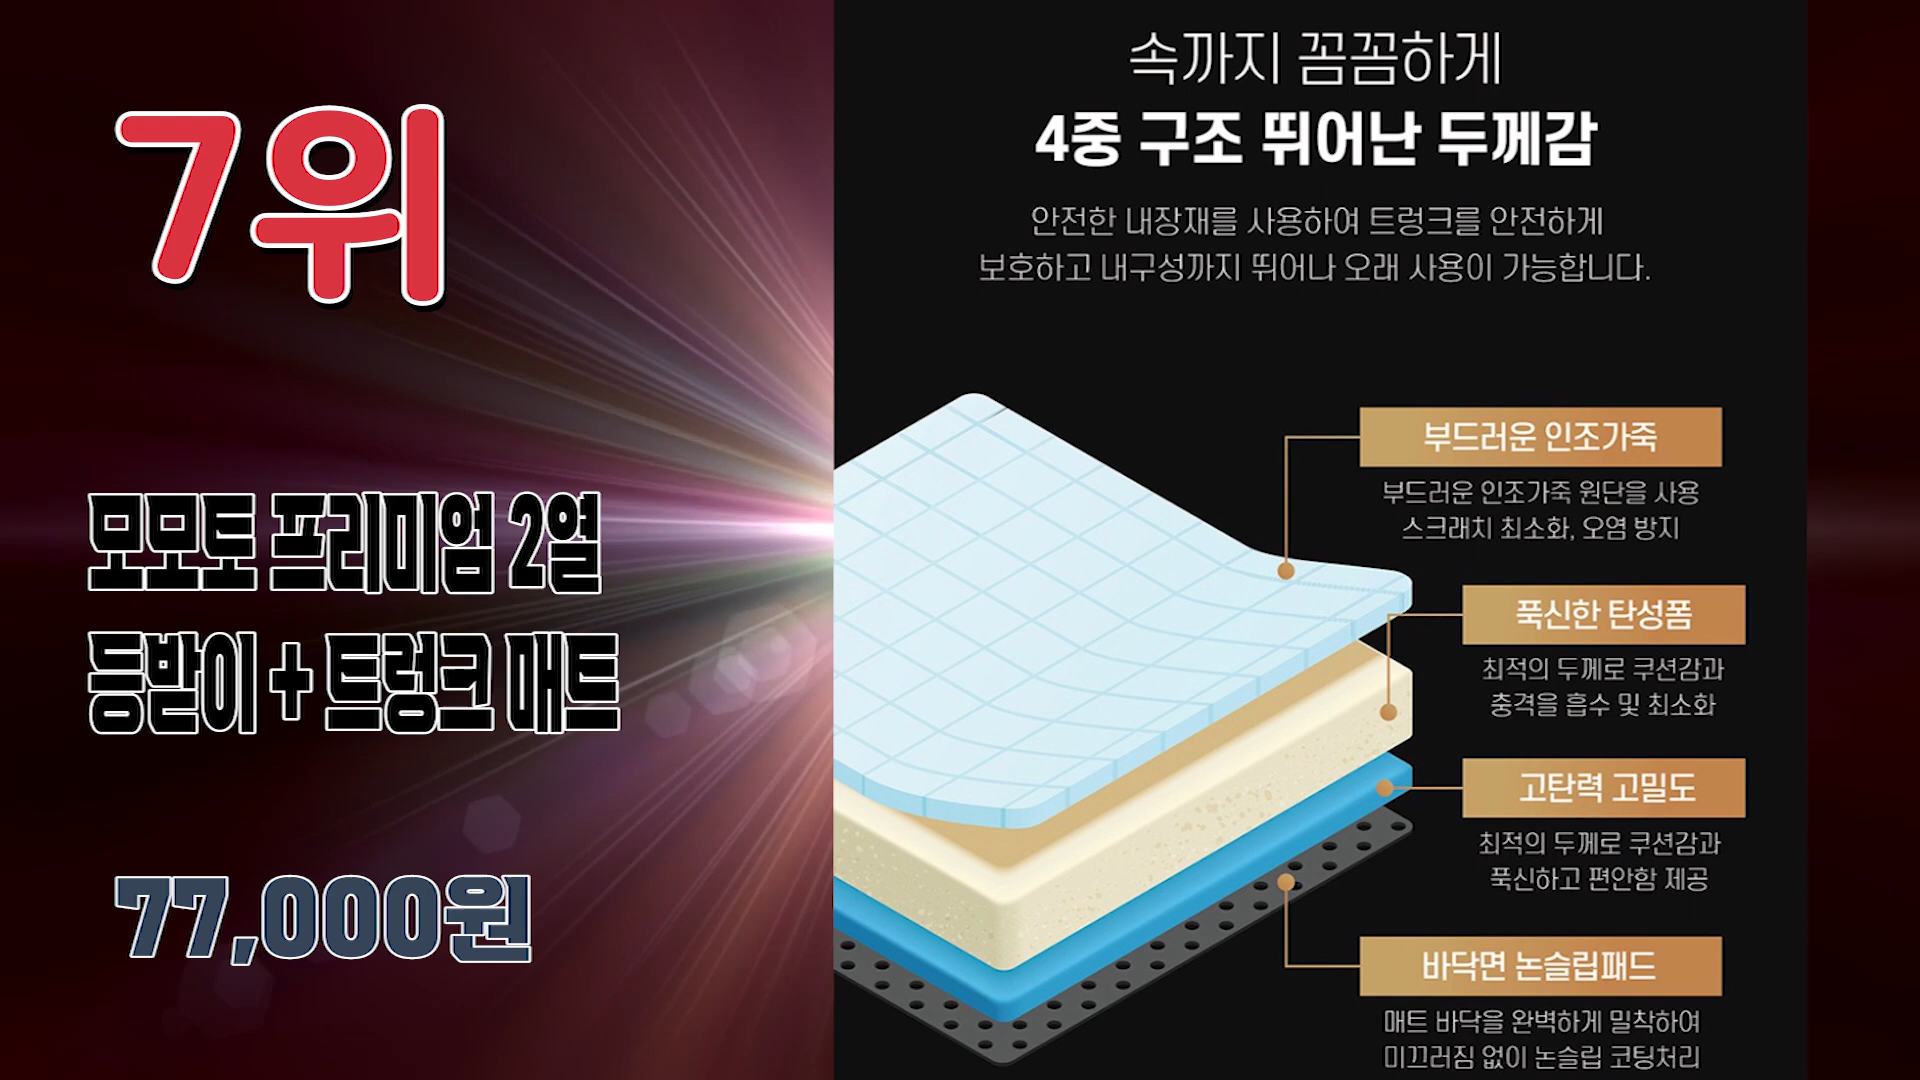 7위
모모토 프리미엄 2열
등받이 + 트렁크 매트
77,000원
속까지 꼼꼼하게
4중 구조 뛰어난 두께감
안전한 내장재를 사용하여 트렁크를 안전하게
보호하고 내구성까지 뛰어나 오래 사용이 가능합니다.
부드러운 인조가죽
부드러운 인조가죽 원단을 사용
스크래치 최소화, 오염 방지
푹신한 탄성폼
최적의 두께로 쿠션감과
충격을 흡수 및 최소화
고탄력 고밀도
최적의 두께로 쿠션감과
푹신하고 편안함 제공
바닥면 논슬립패드
매트 바닥을 완벽하게 밀착하여
미끄러짐 없이 논슬립 코팅처리